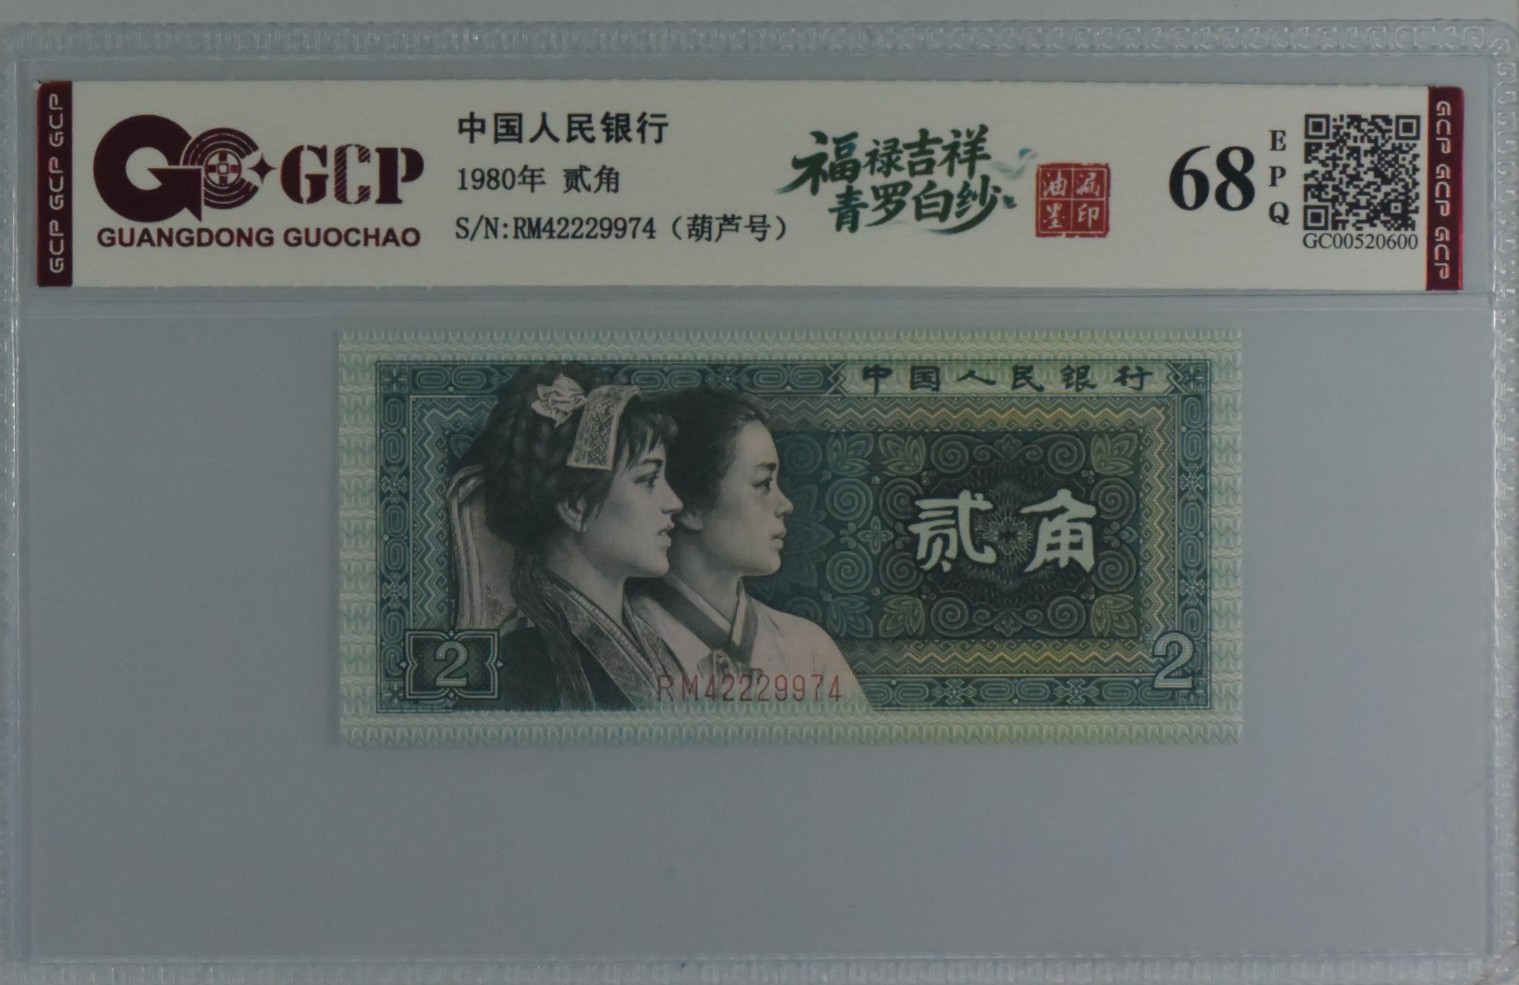 GCP GCP GCP
GCP
GUANGDONG GUOCHAO
中国人民银行
1980年 贰角
S/N:RM42229974（葫芦号）
福禄吉祥
青罗白纱
油漏
墨印
68
EPQ
GC00520600
GCP GCP GCP
中国人民银行
贰角
2
2
RM42229974